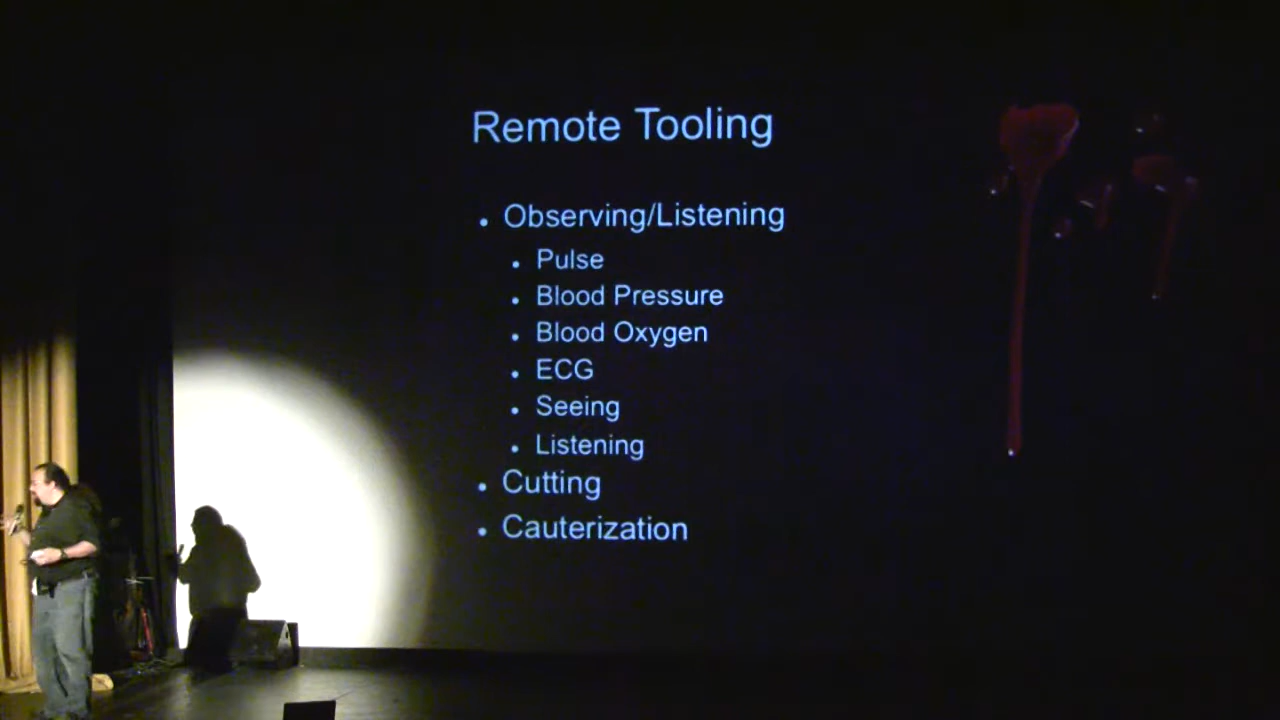 Remote Tooling
• Observing/Listening
• Pulse
• Blood Pressure
• Blood Oxygen
• ECG
• Seeing
• Listening
• Cutting
• Cauterization